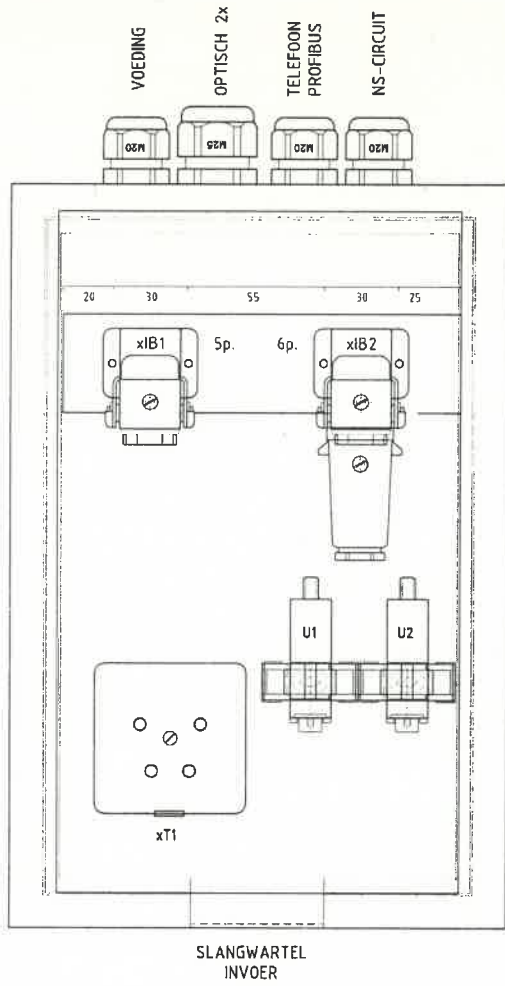 VOEDING
OPTISCH 2x
TELEFOON
PROFIBUS
NS-CIRCUIT
M20
M25
M20
M20
20 30 55 30 25
xIB1 5p. 6p. xIB2
U1 U2
xT1
SLANGWARTEL
INVOER